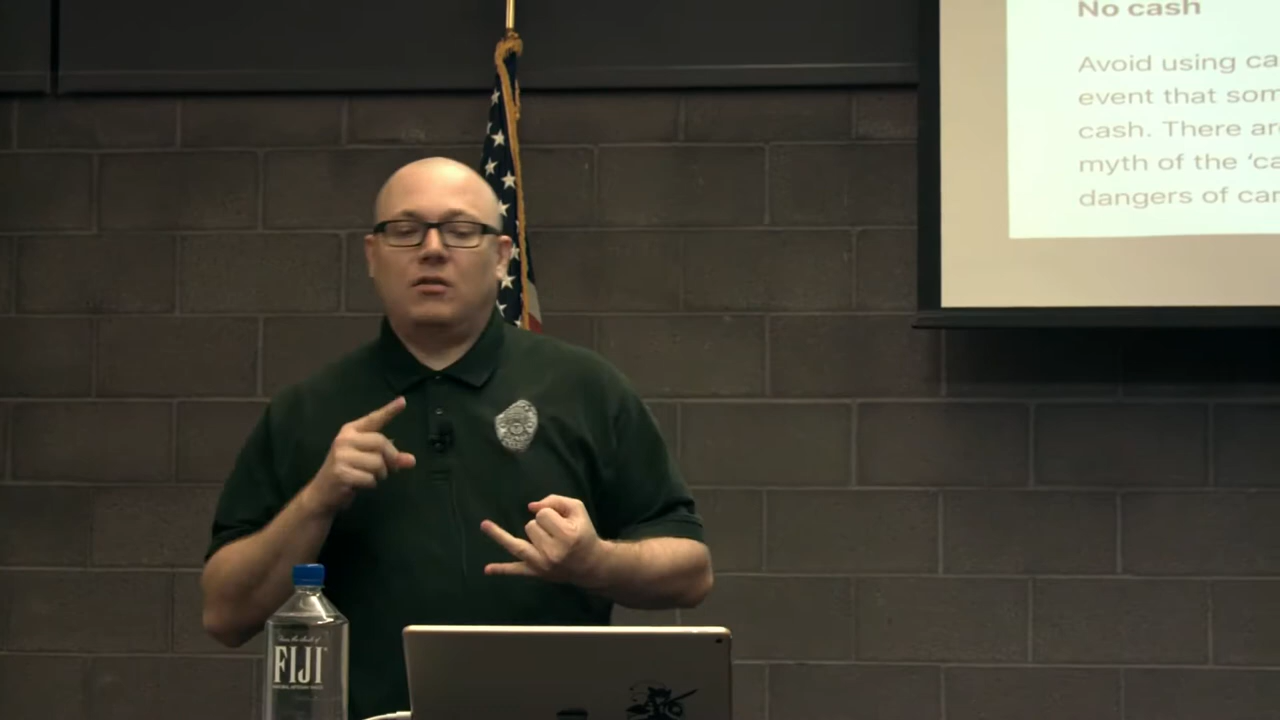 No cash
Avoid using ca
event that som
cash. There ar
myth of the ‘ca
dangers of car
FIJI